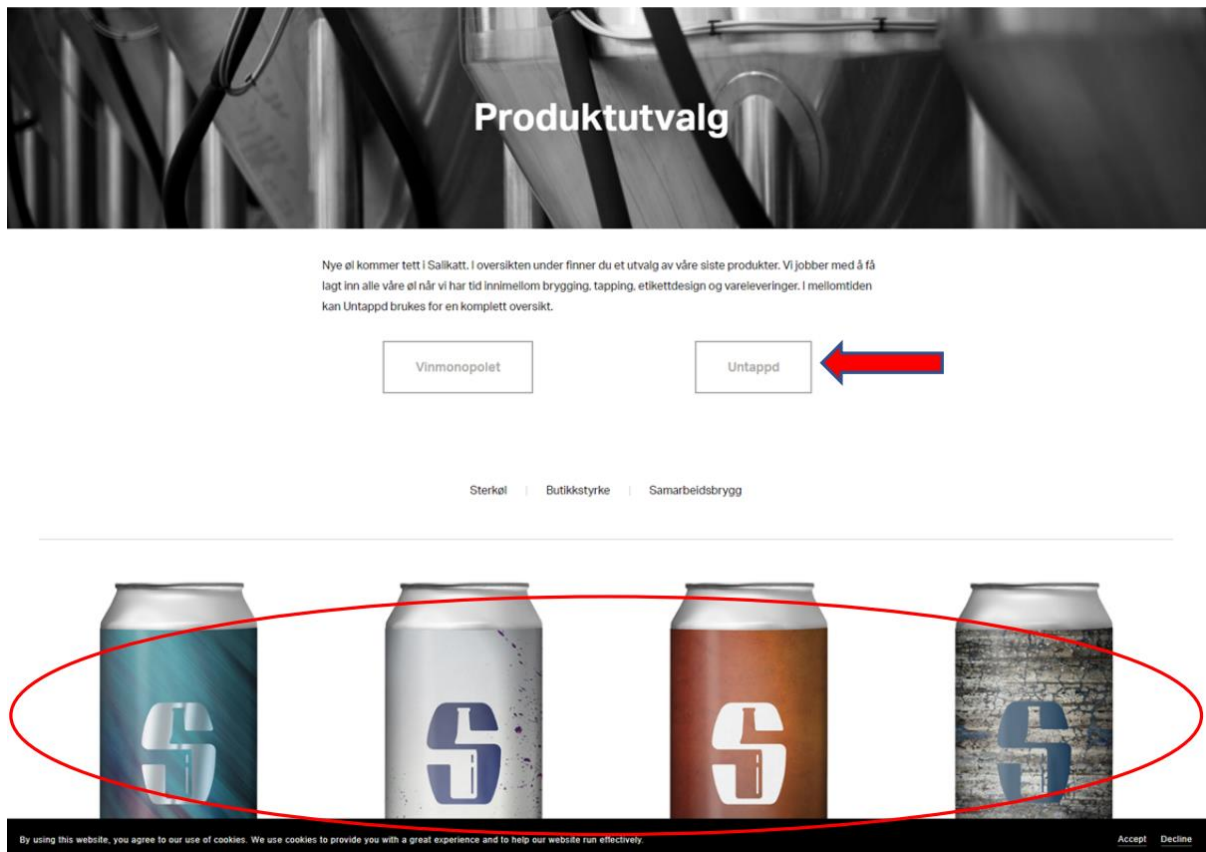 Produktutvalg
Nye øl kommer tett i Salikatt. I oversikten under finner du et utvalg av våre siste produkter. Vi jobber med å få
lagt inn alle våre øl når vi har tid innimellom brygging, tapping, etikettdesign og vareleveringer. I mellomtiden
kan Untappd brukes for en komplett oversikt.
Vinmonopolet
Untappd
Sterkøl | Butikkstyrke | Samarbeidsbrygg
S S S S
By using this website, you agree to our use of cookies. We use cookies to provide you with a great experience and to help our website run effectively. Accept Decline